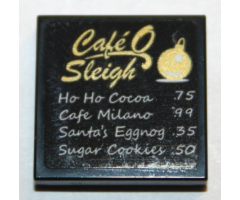 Café O
Sleigh
Ho Ho Cocoa .75
Cafe Milano .99
Santa's Eggnog .35
Sugar Cookies .50